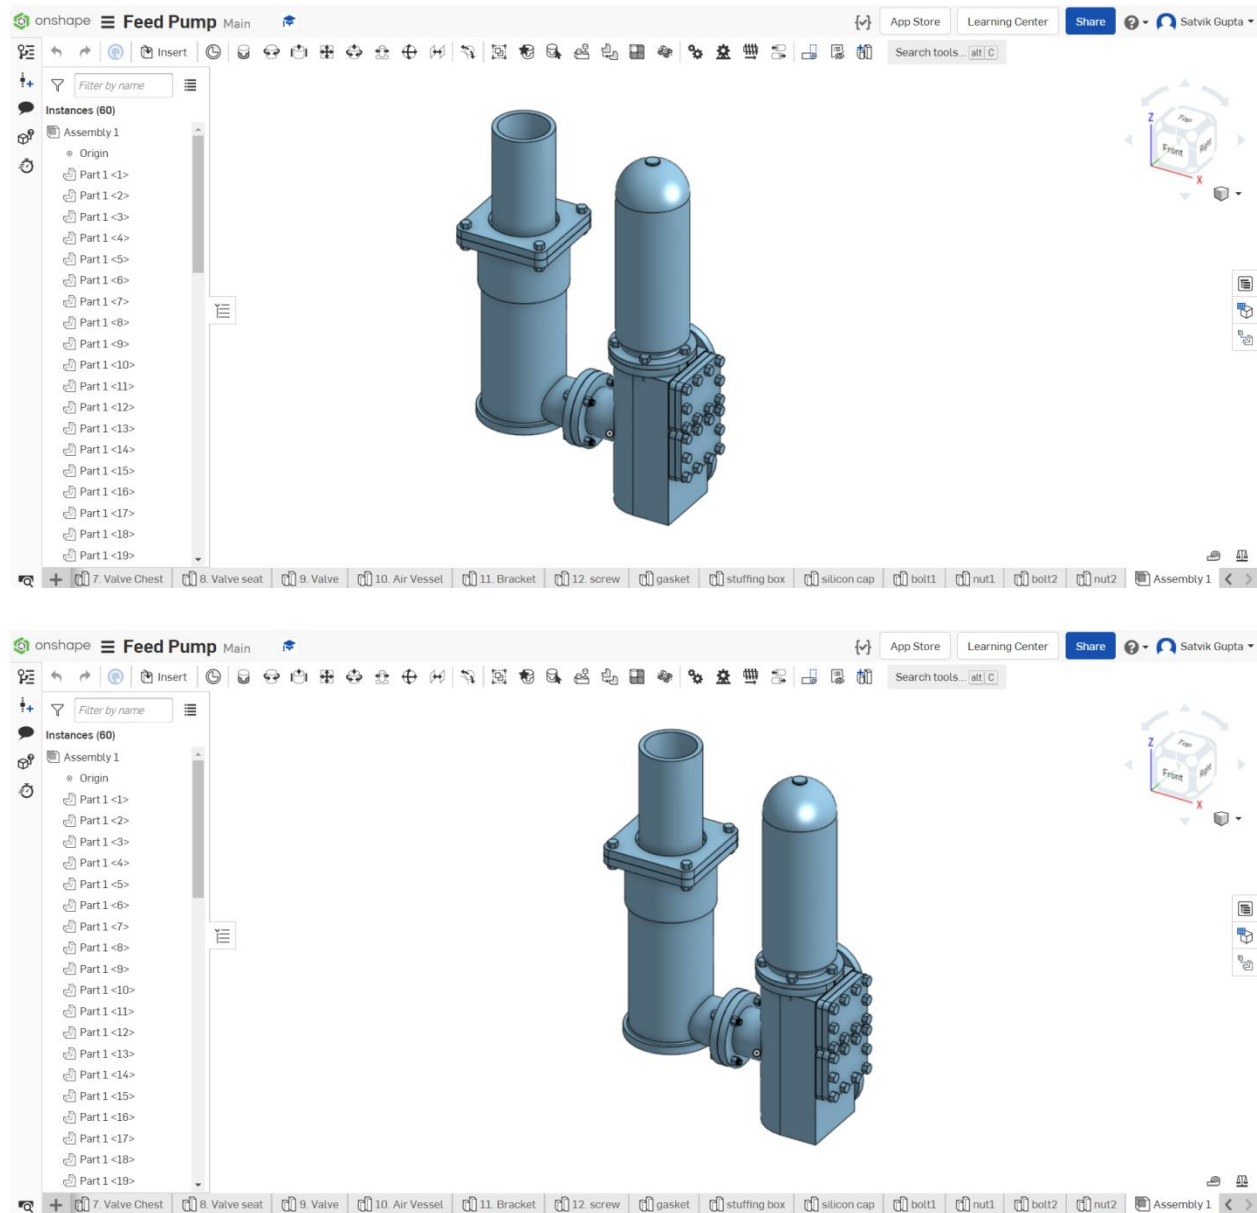 onshape Feed Pump Main App Store Learning Center Share Satvik Gupta
Insert Search tools... alt C
Filter by name
Instances (60)
Assembly 1
Origin
Part 1 <1>
Part 1 <2>
Part 1 <3>
Part 1 <4>
Part 1 <5>
Part 1 <6>
Part 1 <7>
Part 1 <8>
Part 1 <9>
Part 1 <10>
Part 1 <11>
Part 1 <12>
Part 1 <13>
Part 1 <14>
Part 1 <15>
Part 1 <16>
Part 1 <17>
Part 1 <18>
Part 1 <19>
Z Top Front Right X
7. Valve Chest 8. Valve seat 9. Valve 10. Air Vessel 11. Bracket 12. screw gasket stuffing box silicon cap bolt1 nut1 bolt2 nut2 Assembly 1
onshape Feed Pump Main App Store Learning Center Share Satvik Gupta
Insert Search tools... alt C
Filter by name
Instances (60)
Assembly 1
Origin
Part 1 <1>
Part 1 <2>
Part 1 <3>
Part 1 <4>
Part 1 <5>
Part 1 <6>
Part 1 <7>
Part 1 <8>
Part 1 <9>
Part 1 <10>
Part 1 <11>
Part 1 <12>
Part 1 <13>
Part 1 <14>
Part 1 <15>
Part 1 <16>
Part 1 <17>
Part 1 <18>
Part 1 <19>
Z Top Front Right X
7. Valve Chest 8. Valve seat 9. Valve 10. Air Vessel 11. Bracket 12. screw gasket stuffing box silicon cap bolt1 nut1 bolt2 nut2 Assembly 1